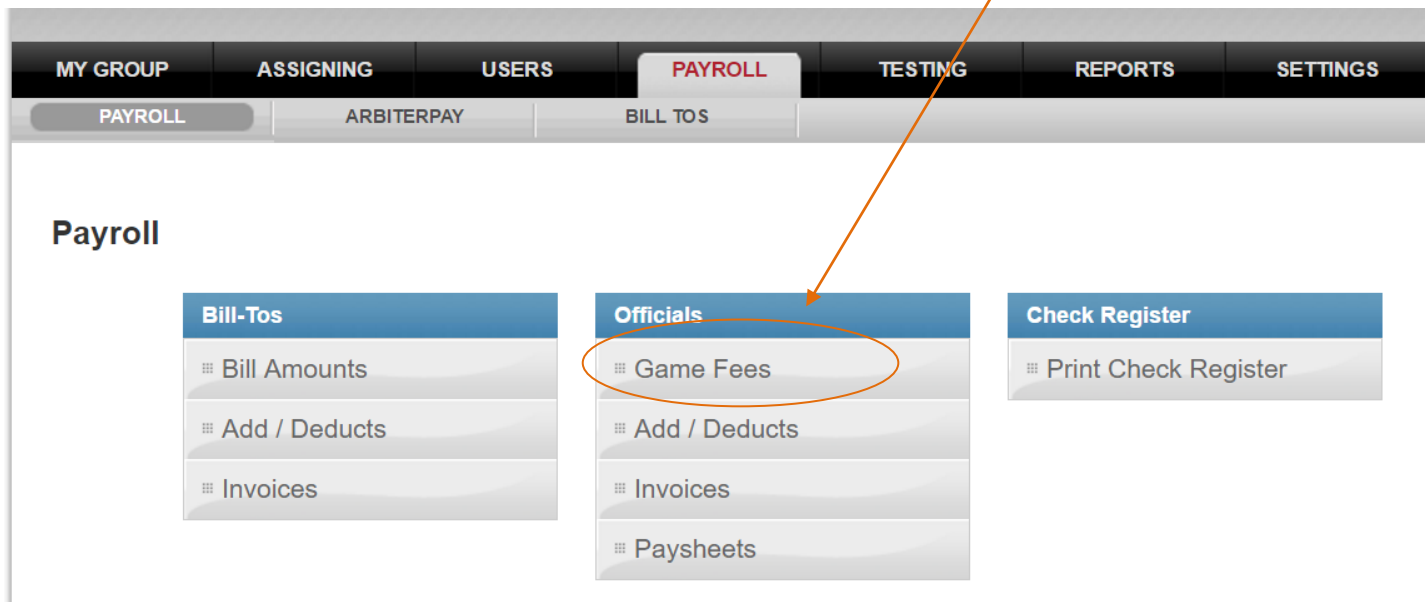 MY GROUP ASSIGNING USERS PAYROLL TESTING REPORTS SETTINGS
PAYROLL ARBITERPAY BILL TOS
Payroll
Bill-Tos
Bill Amounts
Add / Deducts
Invoices
Officials
Game Fees
Add / Deducts
Invoices
Paysheets
Check Register
Print Check Register